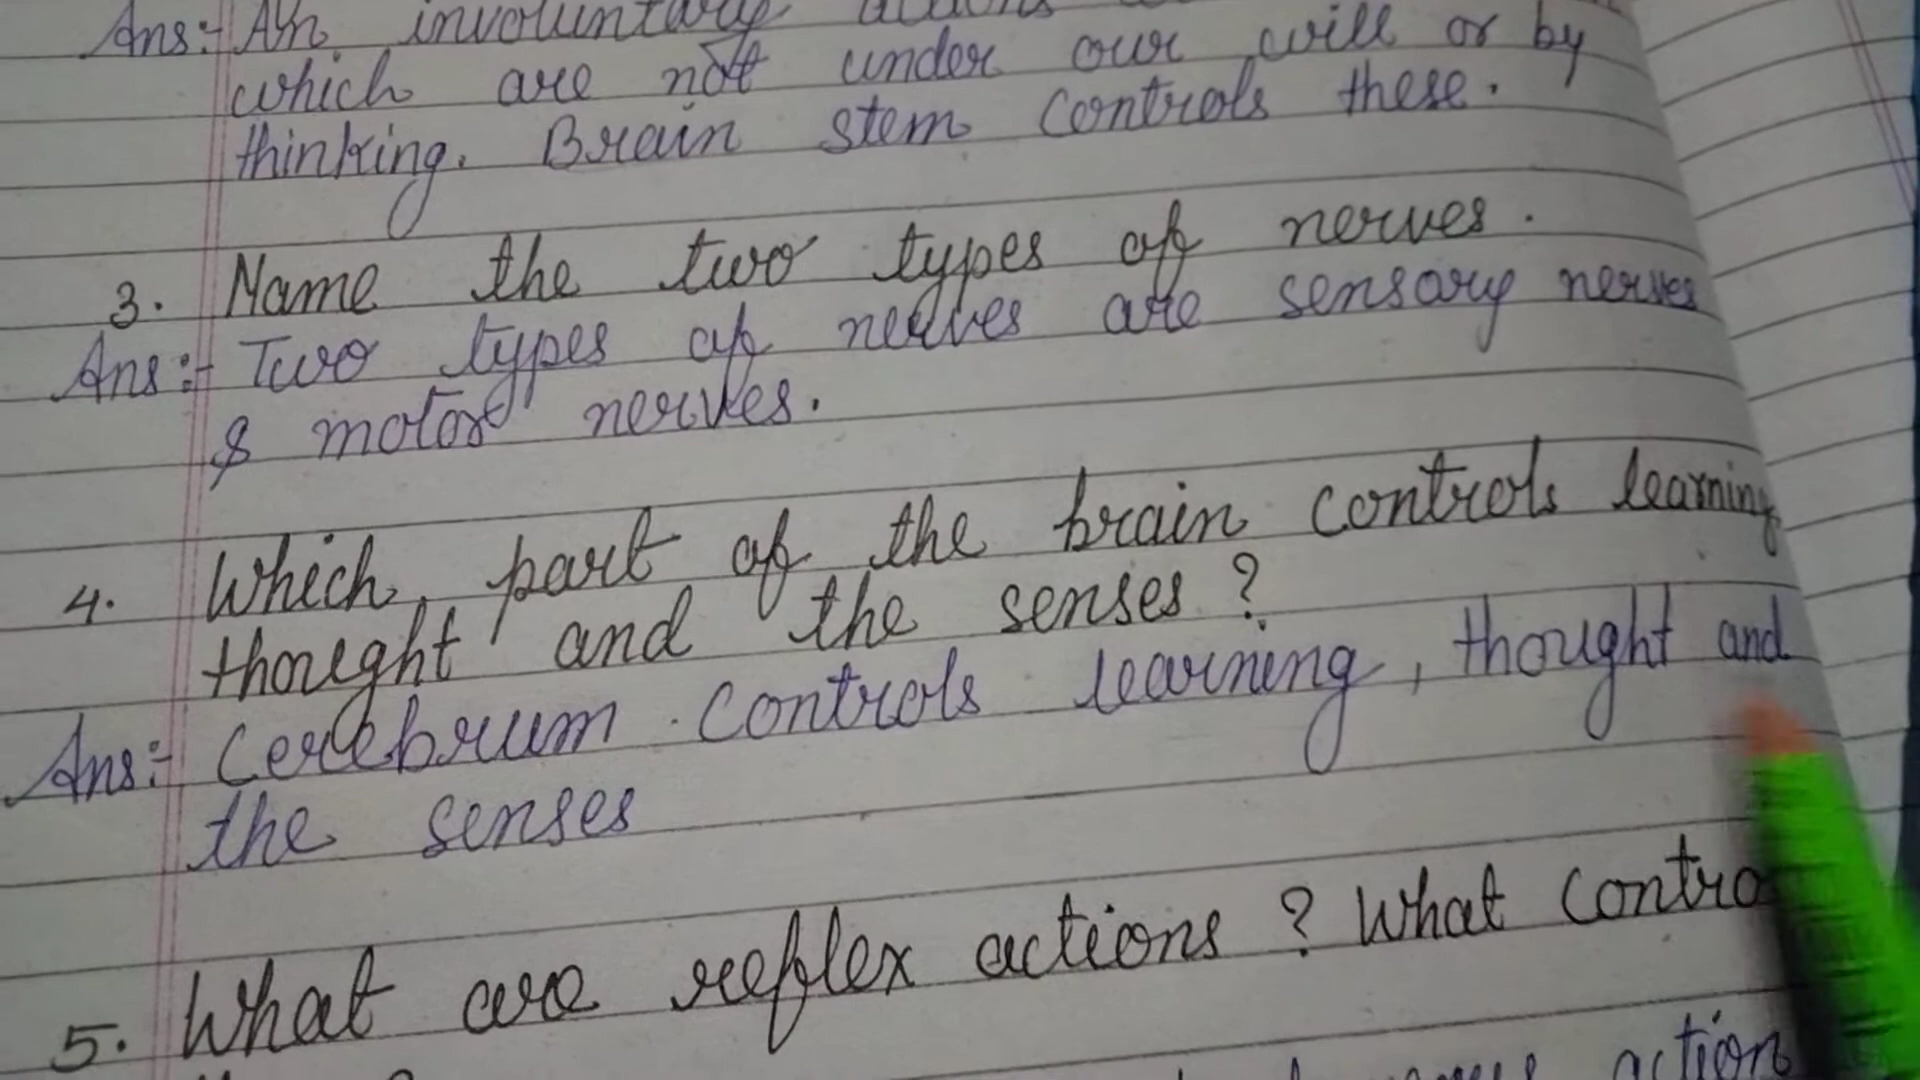 Ans:- An involuntary actions
which are not under our will or by
thinking. Brain stem controls these.
3. Name the two types of nerves.
Ans:- Two types of nerves are sensory nerves
& motor nerves.
4. Which part of the brain controls learning
thought and the senses?
Ans:- Cerebrum controls learning, thought and
the senses
5. What are reflex actions? What contro
action